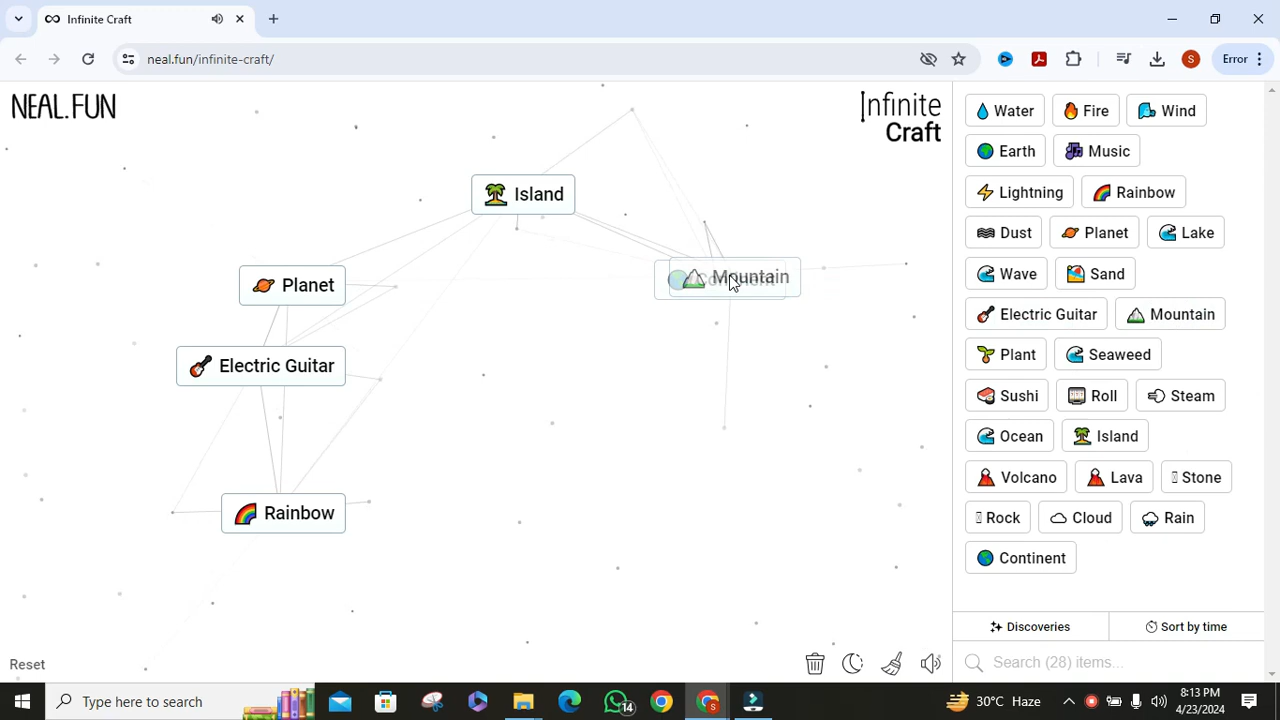 Infinite Craft
neal.fun/infinite-craft/
S
Error
NEAL.FUN
Infinite
Craft
Island
Planet
Mountain
Continent
Electric Guitar
Rainbow
Water Fire Wind
Earth Music
Lightning Rainbow
Dust Planet Lake
Wave Sand
Electric Guitar Mountain
Plant Seaweed
Sushi Roll Steam
Ocean Island
Volcano Lava Stone
Rock Cloud Rain
Continent
Discoveries Sort by time
Search (28) items...
Reset
Type here to search
14
30°C Haze
8:13 PM
4/23/2024